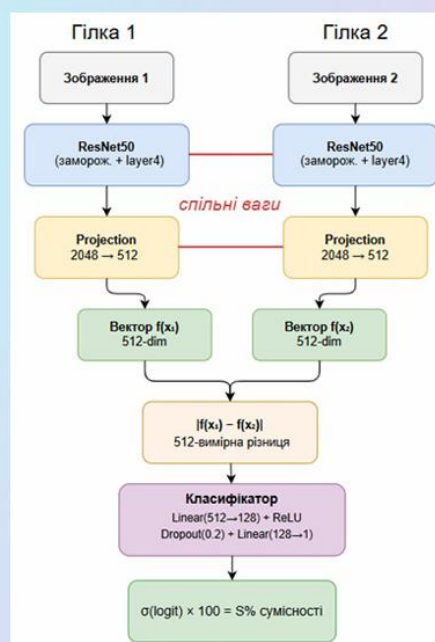 Гілка 1 Гілка 2
Зображення 1 Зображення 2
ResNet50 ResNet50
(заморож. + layer4) (заморож. + layer4)
спільні ваги
Projection Projection
2048 → 512 2048 → 512
Вектор f(x₁) Вектор f(x₂)
512-dim 512-dim
|f(x₁) − f(x₂)|
512-вимірна різниця
Класифікатор
Linear(512→128) + ReLU
Dropout(0.2) + Linear(128→1)
σ(logit) × 100 = S% сумісності